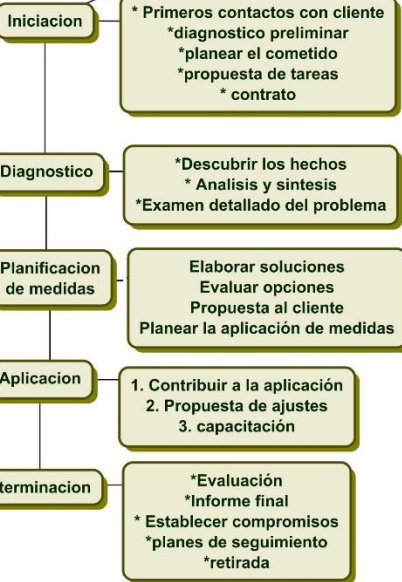 Iniciacion
* Primeros contactos con cliente
*diagnostico preliminar
*planear el cometido
*propuesta de tareas
* contrato
Diagnostico
*Descubrir los hechos
* Analisis y sintesis
*Examen detallado del problema
Planificacion
de medidas
Elaborar soluciones
Evaluar opciones
Propuesta al cliente
Planear la aplicación de medidas
Aplicacion
1. Contribuir a la aplicación
2. Propuesta de ajustes
3. capacitación
terminacion
*Evaluación
*Informe final
* Establecer compromisos
*planes de seguimiento
*retirada